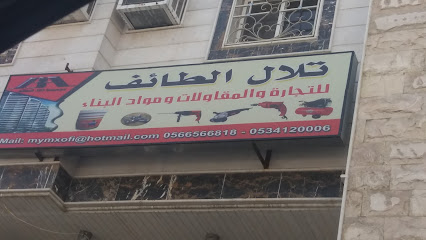 تلال الطائف
للتجارة والمقاولات ومواد البناء
Mail: mymxofi@hotmail.com 0566566818 - 0534120006